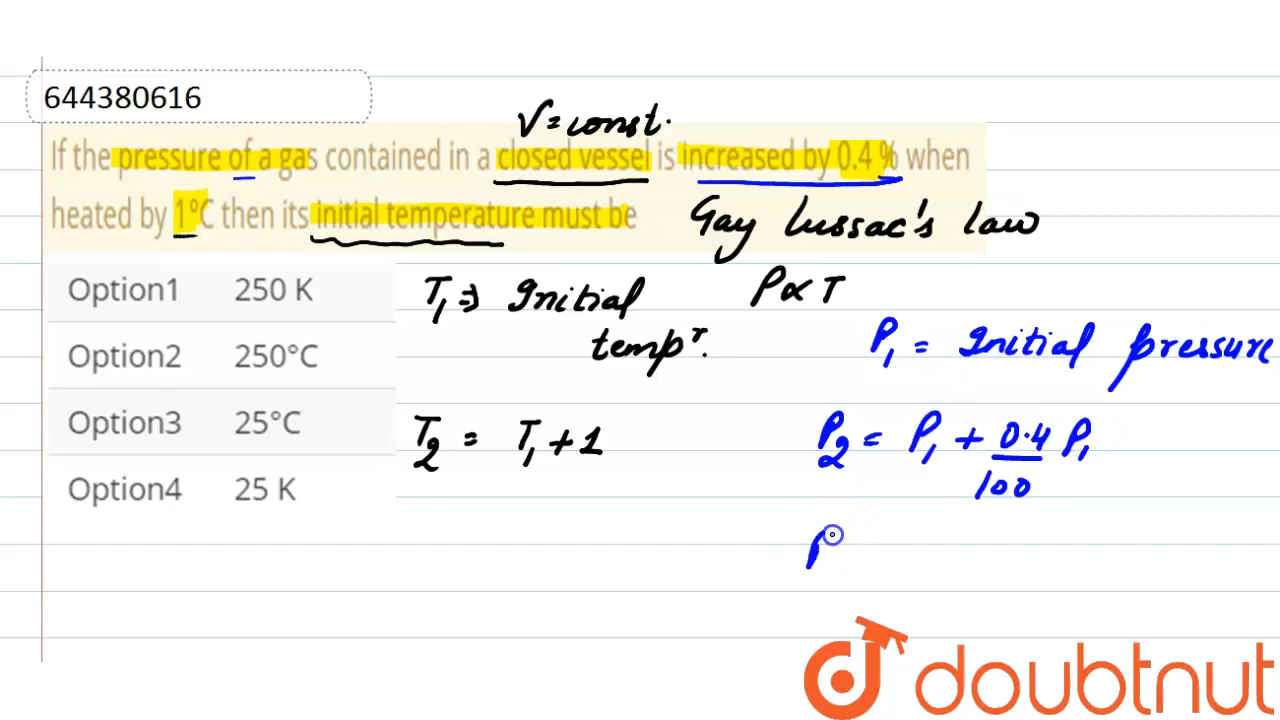 644380616
V = const.
If the pressure of a gas contained in a closed vessel is increased by 0.4 % when
heated by 1°C then its initial temperature must be
Gay lussac's law
Option1 250 K
Option2 250°C
Option3 25°C
Option4 25 K
T₁ ⇒ Initial
tempʳ.
P ∝ T
P₁ = Initial pressure
T₂ = T₁ + 1
P₂ = P₁ + 0.4 P₁
100
doubtnut